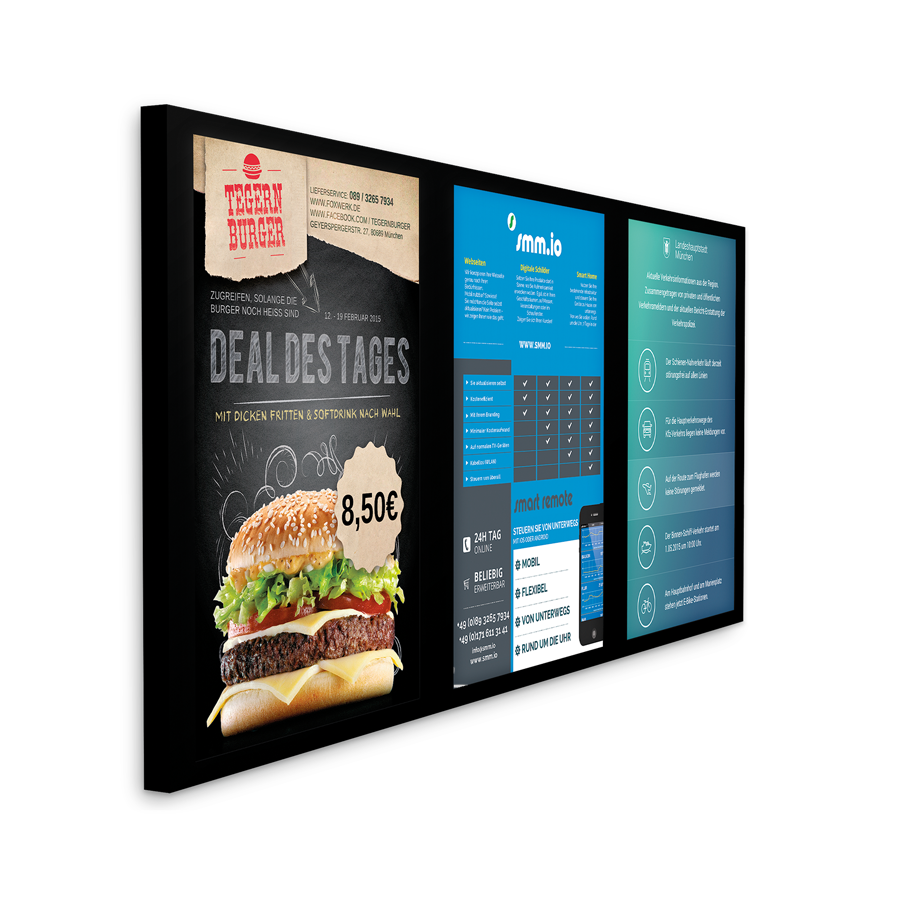 TEGERN
BURGER
LIEFERSERVICE: 089 / 3265 7934
WWW.FOXWERK.DE
WWW.FACEBOOK.COM / TEGERNBURGER
GEYERSPERGERSTR. 27, 80689 München
ZUGREIFEN, SOLANGE DIE
BURGER NOCH HEISS SIND
12. - 19 FEBRUAR 2015
DEAL DES TAGES
MIT DICKEN FRITTEN & SOFTDRINK NACH WAHL
8,50€
smm.io
Webseiten
Digitale Schilder
Smart Home
WWW.SMM.IO
Sie aktualisieren selbst
Kosteneffizient
Mit Ihrem Branding
Minimaler Kostenaufwand
Auf normalen TV-Geräten
Kabellos
Steuern von überall
smart remote
STEUERN SIE VON UNTERWEGS
MIT IOS ODER ANDROID
24H TAG
ONLINE
BELIEBIG
ERWEITERBAR
+49 (0)89 3265 7934
+49 (0)171 611 31 41
info@smm.io
www.smm.io
MOBIL
FLEXIBEL
VON UNTERWEGS
RUND UM DIE UHR
Landeshauptstadt
München
Aktuelle Verkehrsinformationen aus der Region.
Zusammengetragen von privaten und öffentlichen
Verkehrsmeldern und der aktuellen Bericht-Erstattung der
Verkehrspolizei.
Der Schienen-Nahverkehr läuft derzeit
störungsfrei auf allen Linien
Für die Hauptverkehrswege des
Kfz-Verkehrs liegen keine Meldungen vor.
Auf der Route zum Flughafen werden
keine Störungen gemeldet.
Der Binnen-Schiff-Verkehr startet am
1.05.2015 um 10:00 Uhr.
Am Hauptbahnhof und am Marienplatz
stehen jetzt E-Bike-Stationen.